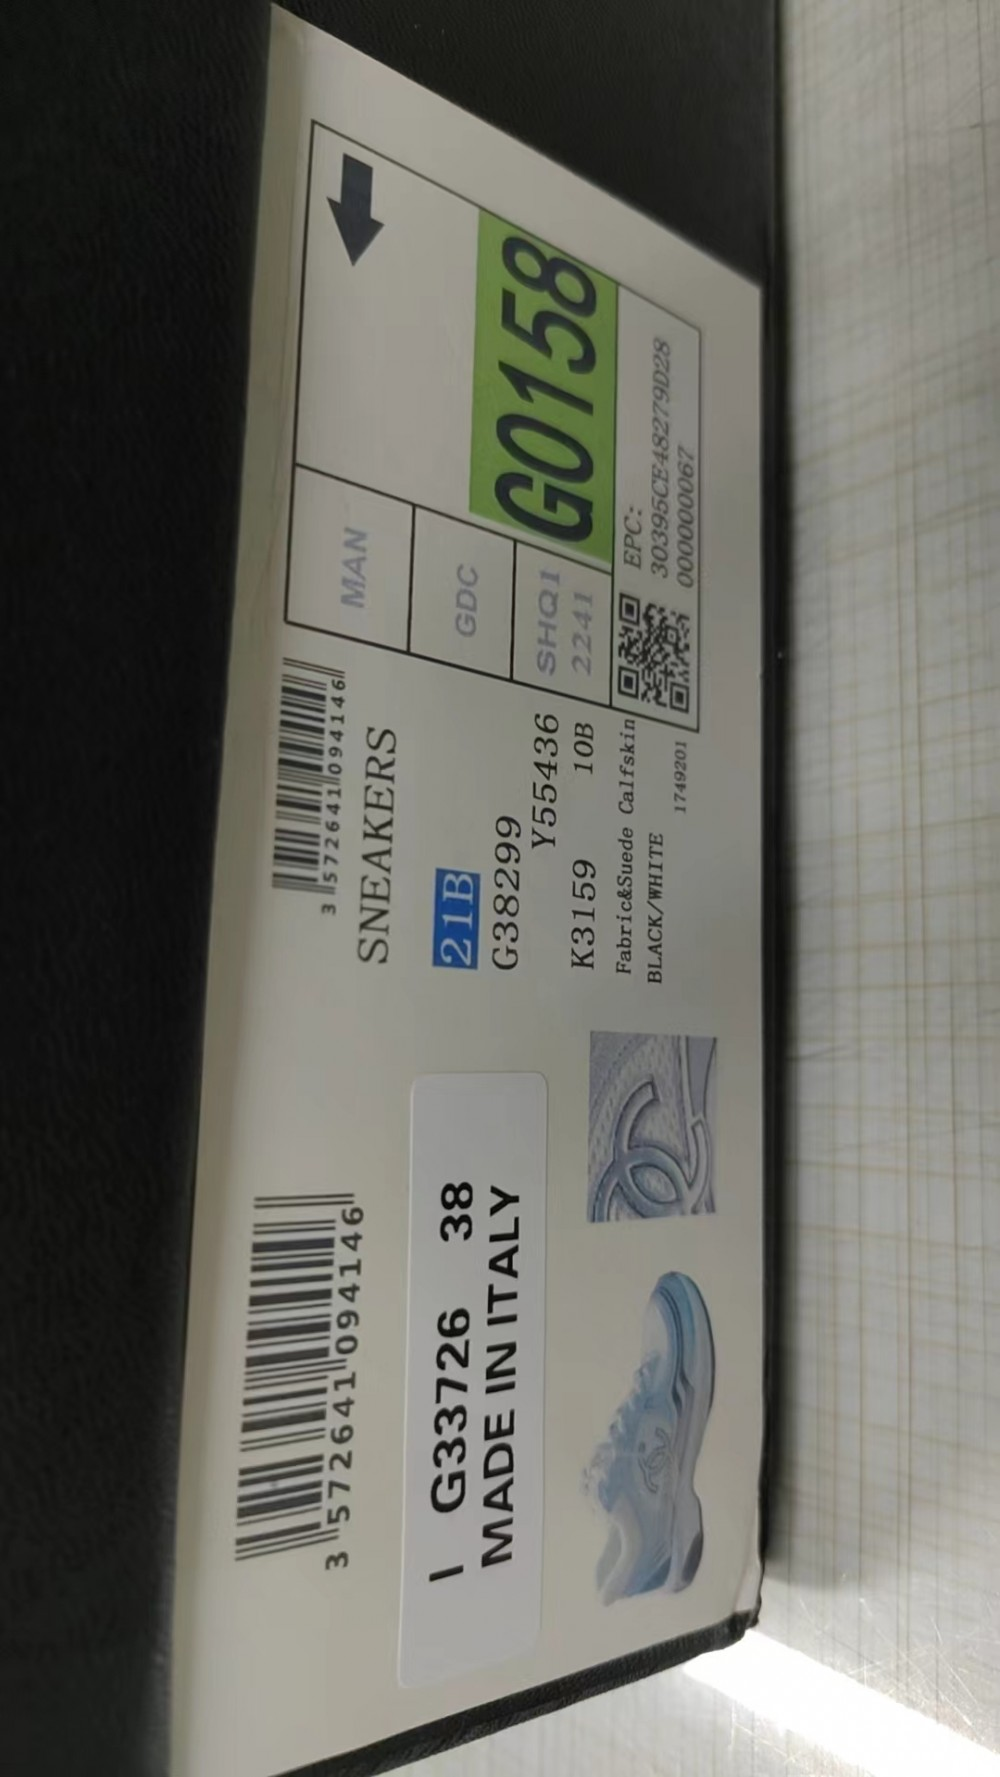 3 572641 094146
I G33726 38
MADE IN ITALY
3 572641 094146
SNEAKERS
21B
G38299
Y55436
K3159 10B
Fabric&Suede Calfskin
BLACK/WHITE
1749201
MAN
GDC
SHQ1
2241
G0158
EPC:
30395CE48279D28
000000067